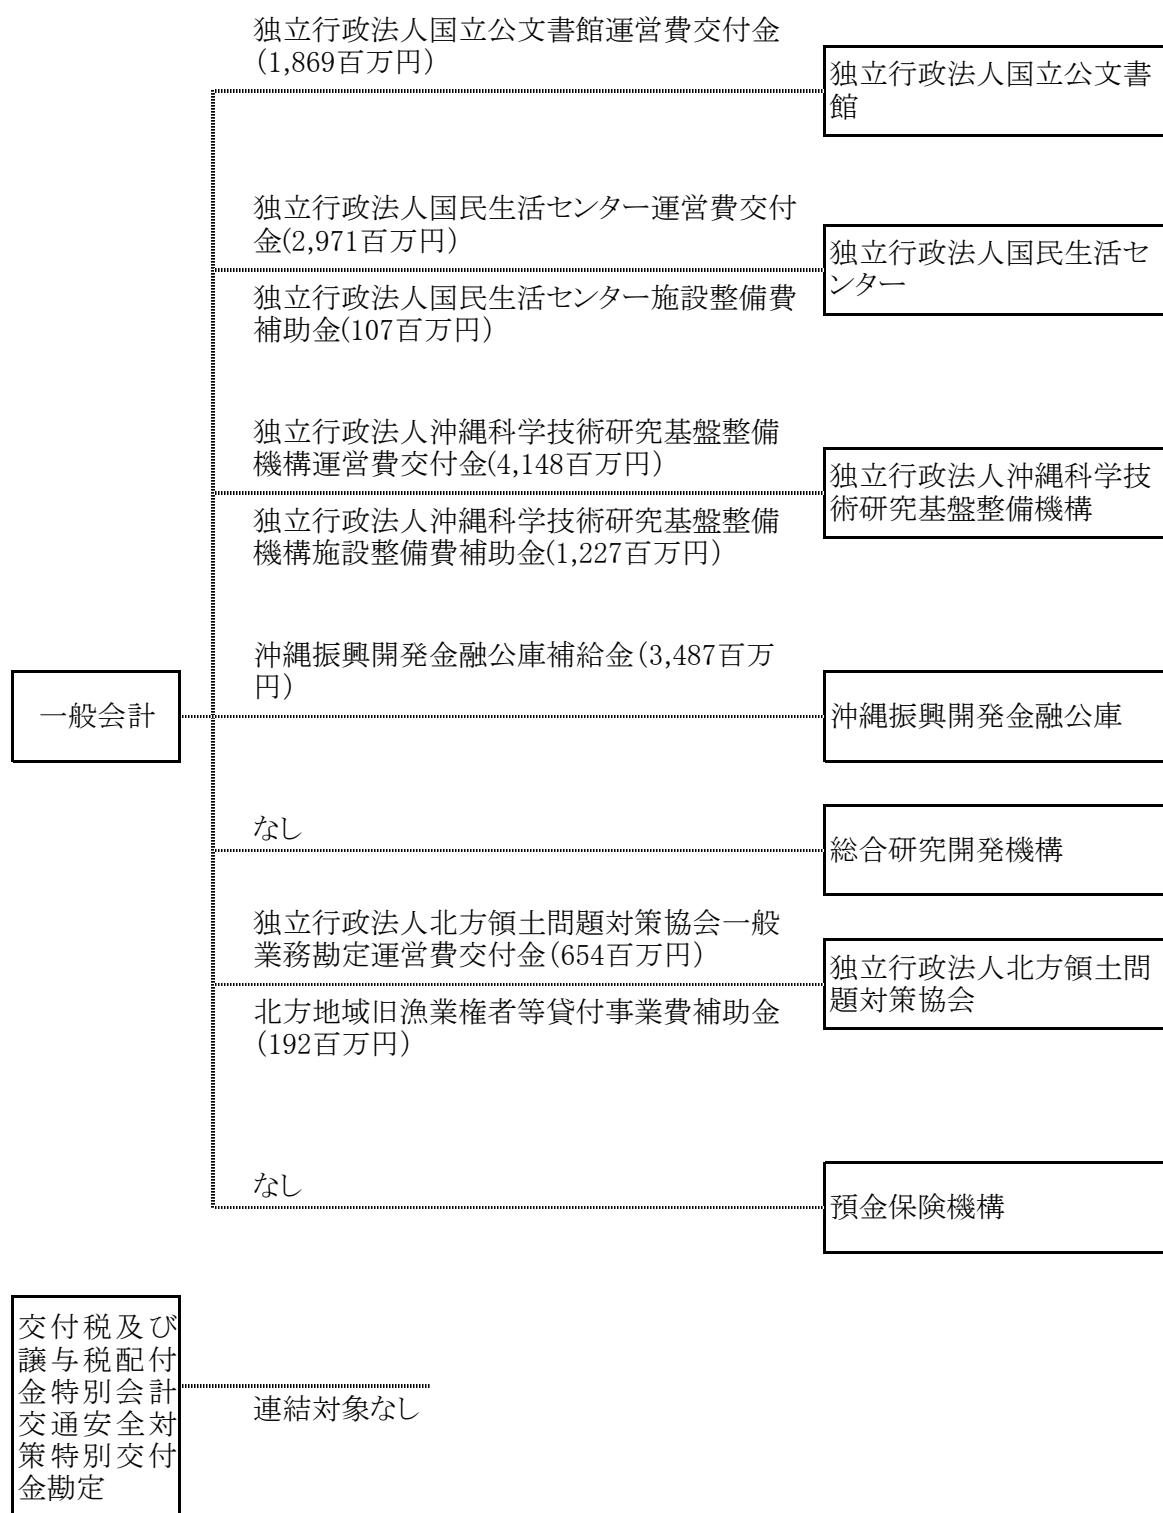 独立行政法人国立公文書館運営費交付金
(1,869百万円)
独立行政法人国立公文書
館
独立行政法人国民生活センター運営費交付
金(2,971百万円)
独立行政法人国民生活セ
ンター
独立行政法人国民生活センター施設整備費
補助金(107百万円)
独立行政法人沖縄科学技術研究基盤整備
機構運営費交付金(4,148百万円)
独立行政法人沖縄科学技
術研究基盤整備機構
独立行政法人沖縄科学技術研究基盤整備
機構施設整備費補助金(1,227百万円)
沖縄振興開発金融公庫補給金(3,487百万
円)
一般会計
沖縄振興開発金融公庫
なし
総合研究開発機構
独立行政法人北方領土問題対策協会一般
業務勘定運営費交付金(654百万円)
独立行政法人北方領土問
題対策協会
北方地域旧漁業権者等貸付事業費補助金
(192百万円)
なし
預金保険機構
交付税及び
譲与税配付
金特別会計
交通安全対
策特別交付
金勘定
連結対象なし